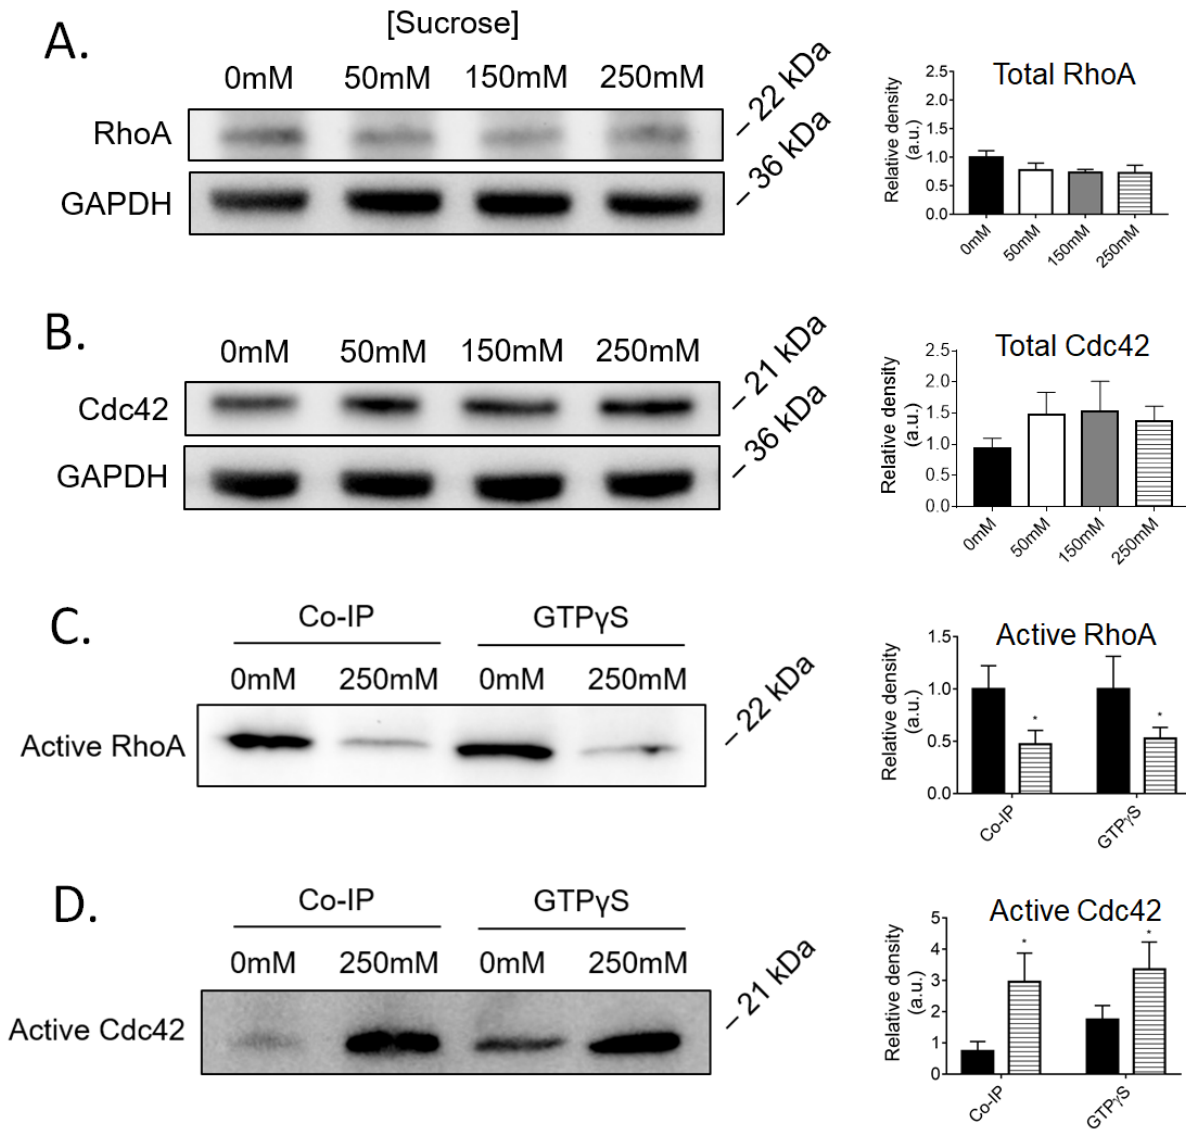 A.
[Sucrose]
0mM 50mM 150mM 250mM
RhoA
GAPDH
– 22 kDa
– 36 kDa
Total RhoA
Relative density
(a.u.)
2.5
2.0
1.5
1.0
0.5
0.0
0mM 50mM 150mM 250mM
B.
0mM 50mM 150mM 250mM
Cdc42
GAPDH
– 21 kDa
– 36 kDa
Total Cdc42
Relative density
(a.u.)
2.5
2.0
1.5
1.0
0.5
0.0
0mM 50mM 150mM 250mM
C.
Co-IP GTPγS
0mM 250mM 0mM 250mM
Active RhoA
– 22 kDa
Active RhoA
Relative density
(a.u.)
1.5
1.0
0.5
0.0
* *
Co-IP GTPγS
D.
Co-IP GTPγS
0mM 250mM 0mM 250mM
Active Cdc42
– 21 kDa
Active Cdc42
Relative density
(a.u.)
5
4
3
2
1
0
* *
Co-IP GTPγS